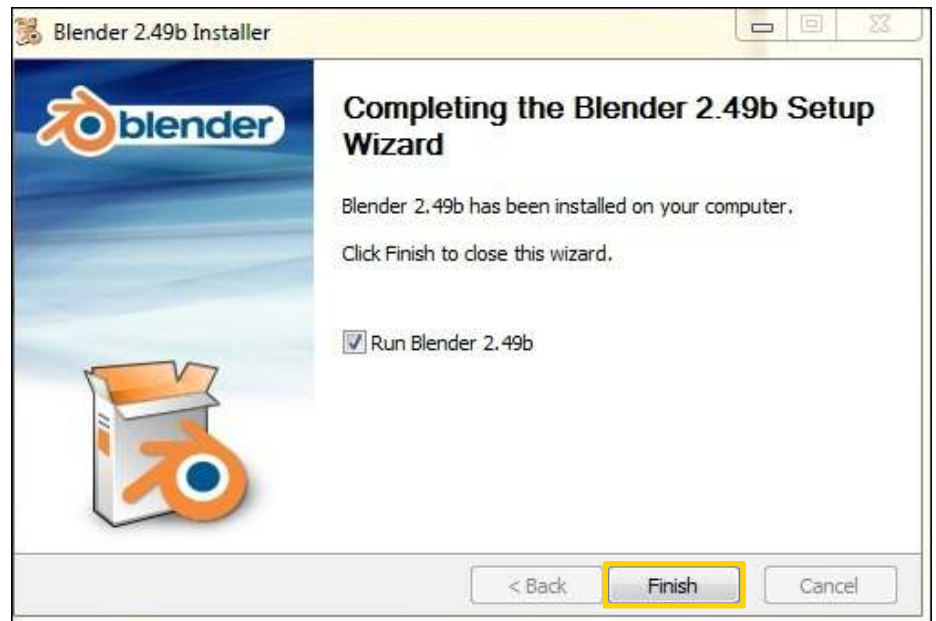 Blender 2.49b Installer
blender
Completing the Blender 2.49b Setup
Wizard
Blender 2.49b has been installed on your computer.
Click Finish to close this wizard.
Run Blender 2.49b
< Back
Finish
Cancel